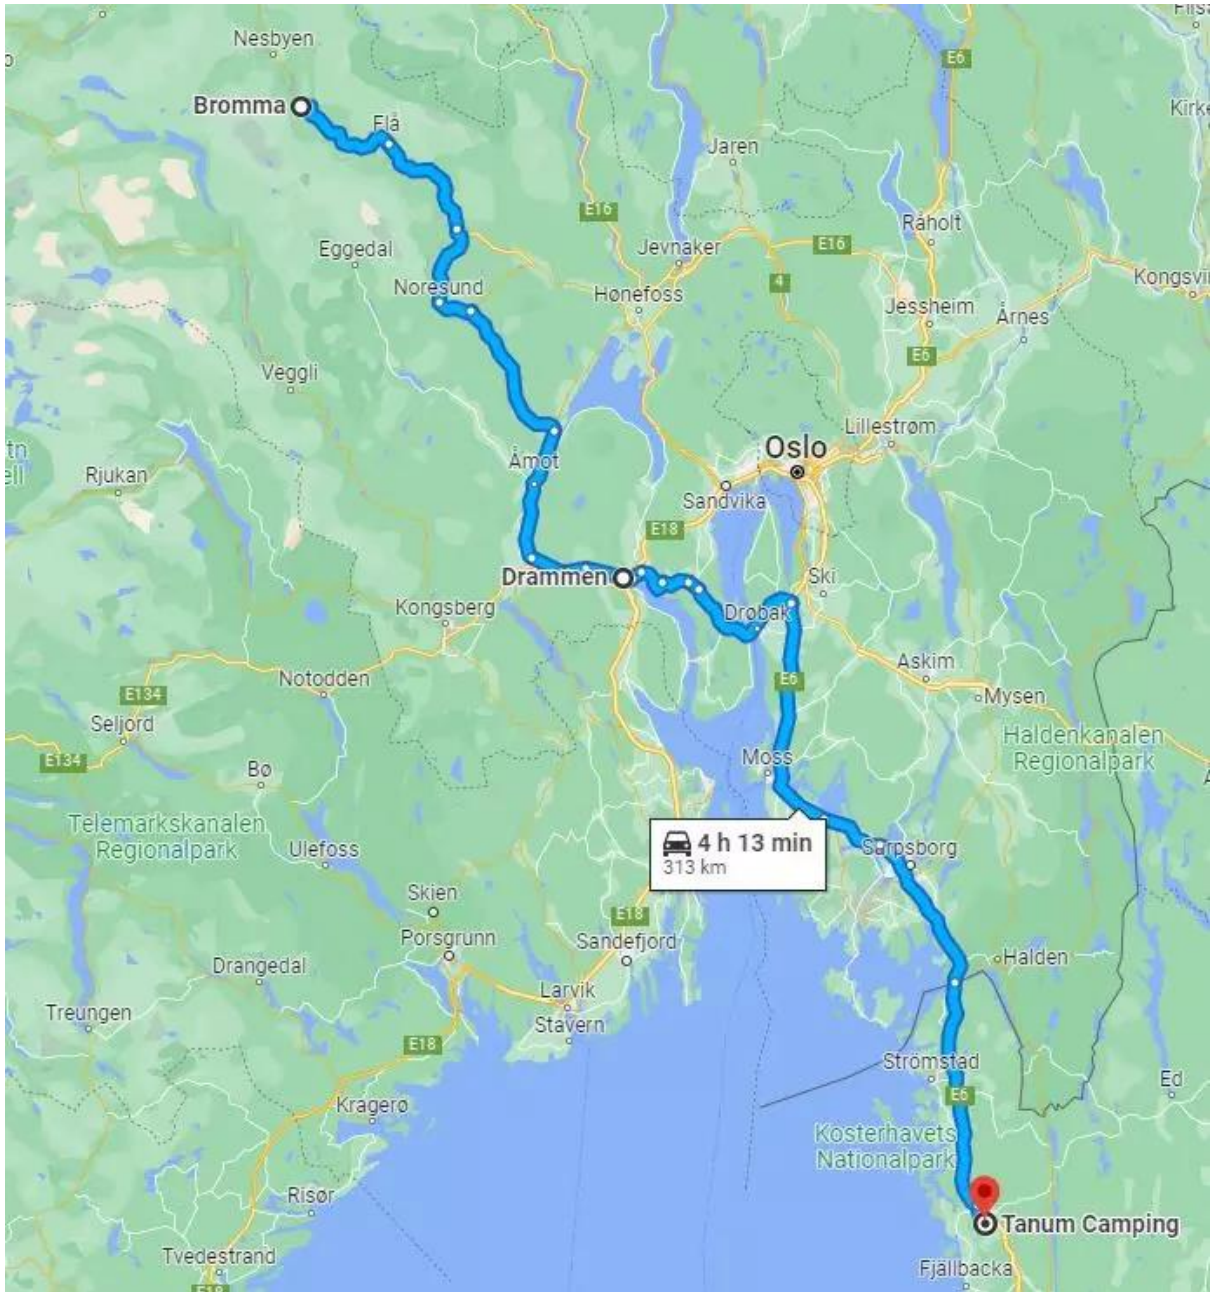 Nesbyen
E6
Bromma
Flå
Jaren
E16
Råholt
Eggedal
Jevnaker
E16
Noresund
4
Hønefoss
Jessheim
Årnes
E6
Veggli
Lillestrøm
Oslo
Åmot
Rjukan
Sandvika
E18
Drammen
Ski
Kongsberg
Drøbak
Askim
Notodden
E6
E134
Mysen
Seljord
Haldenkanalen
Regionalpark
Moss
E134
Bø
Telemarkskanalen
Regionalpark
4 h 13 min
313 km
Ulefoss
Sarpsborg
Skien
E18
Porsgrunn
Sandefjord
Halden
Drangedal
Larvik
Treungen
Stavern
E18
Strömstad
Ed
E6
Kragerø
Kosterhavets
Nationalpark
Risør
Tanum Camping
Tvedestrand
Fjällbacka
E18